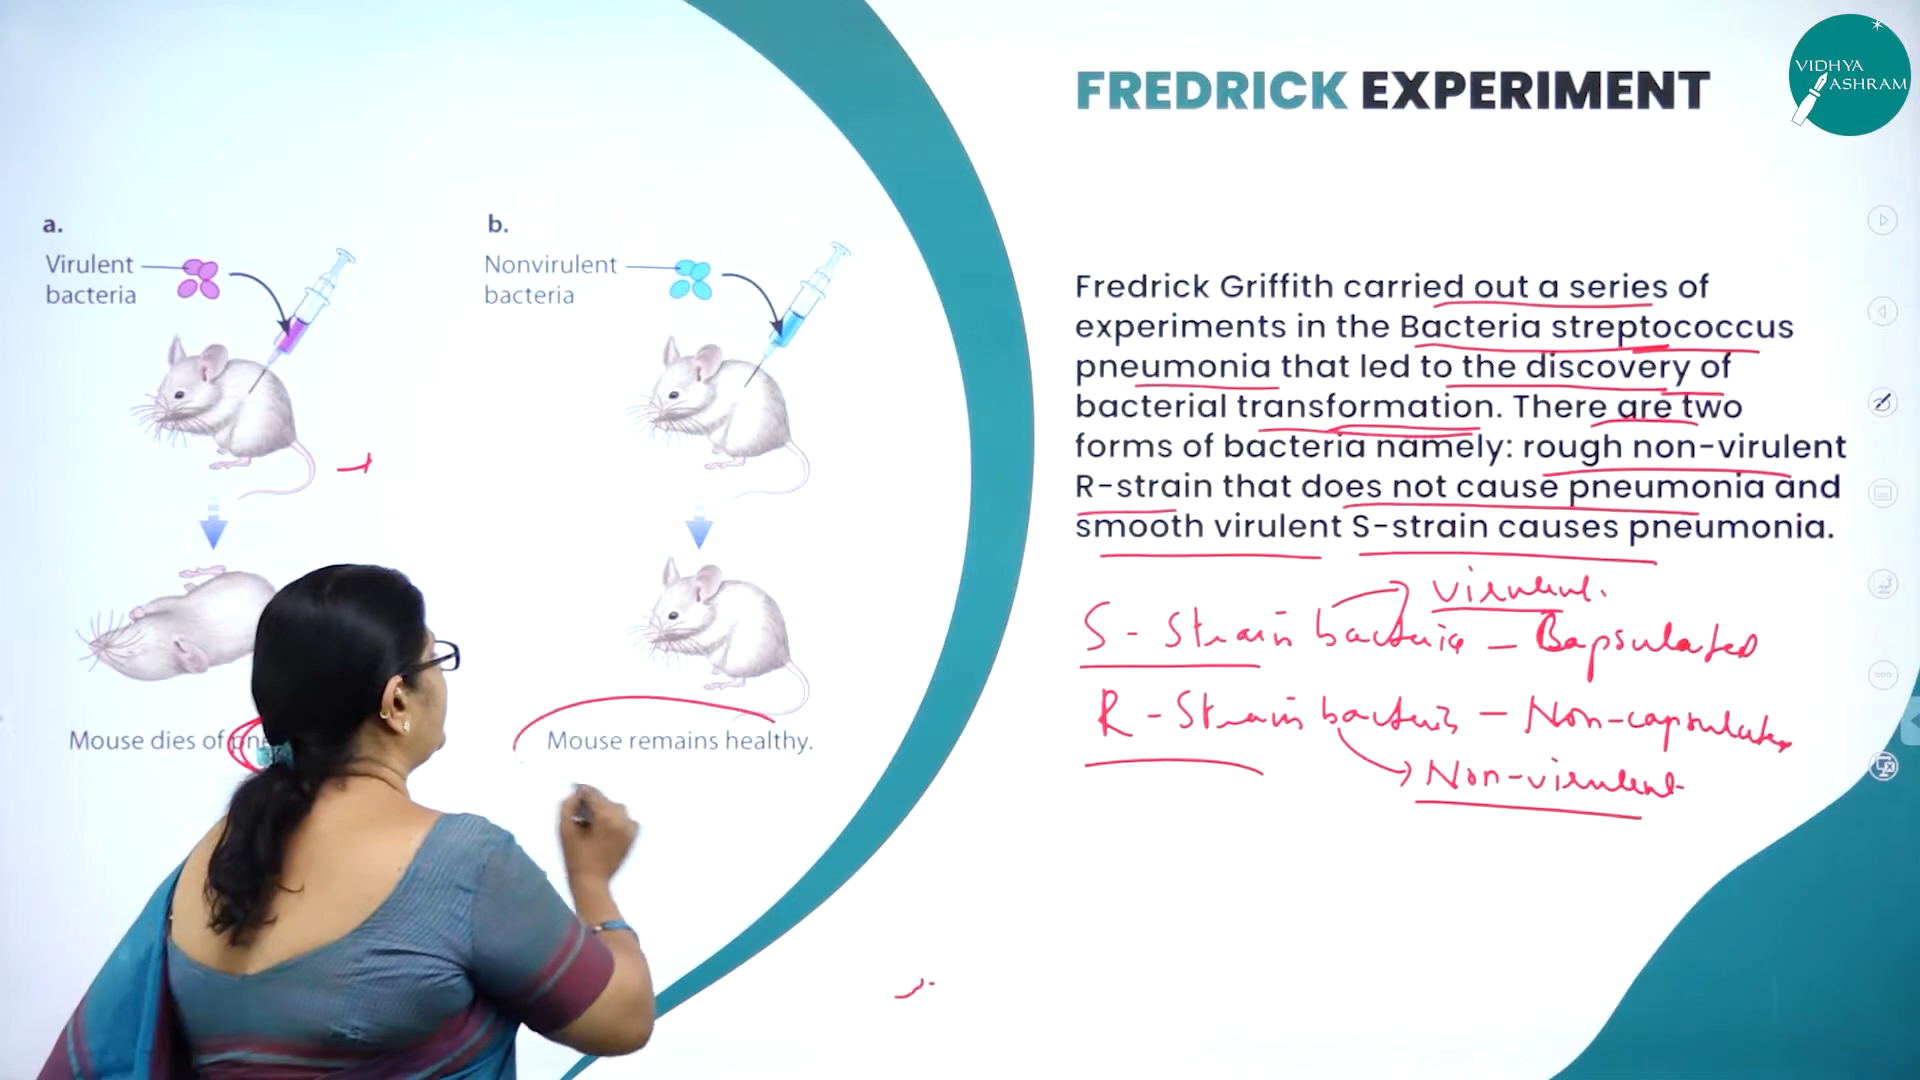 VIDHYA
ASHRAM
FREDRICK EXPERIMENT
a.
Virulent
bacteria
b.
Nonvirulent
bacteria
Mouse dies of
Mouse remains healthy.
Fredrick Griffith carried out a series of
experiments in the Bacteria streptococcus
pneumonia that led to the discovery of
bacterial transformation. There are two
forms of bacteria namely: rough non-virulent
R-strain that does not cause pneumonia and
smooth virulent S-strain causes pneumonia.
virulent.
S - Strain bacteria - Bapsulated
R - Strain bacteria - Non-capsulated
Non-virulent